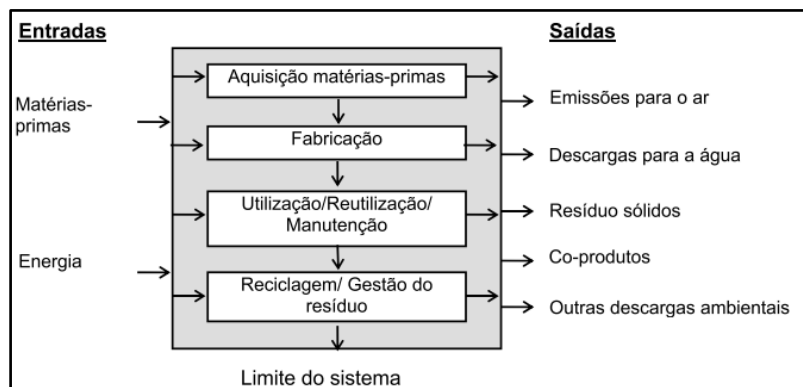 Entradas
Saídas
Aquisição matérias-primas
Matérias-
primas
Emissões para o ar
Fabricação
Descargas para a água
Utilização/Reutilização/
Manutenção
Resíduo sólidos
Energia
Co-produtos
Reciclagem/ Gestão do
resíduo
Outras descargas ambientais
Limite do sistema